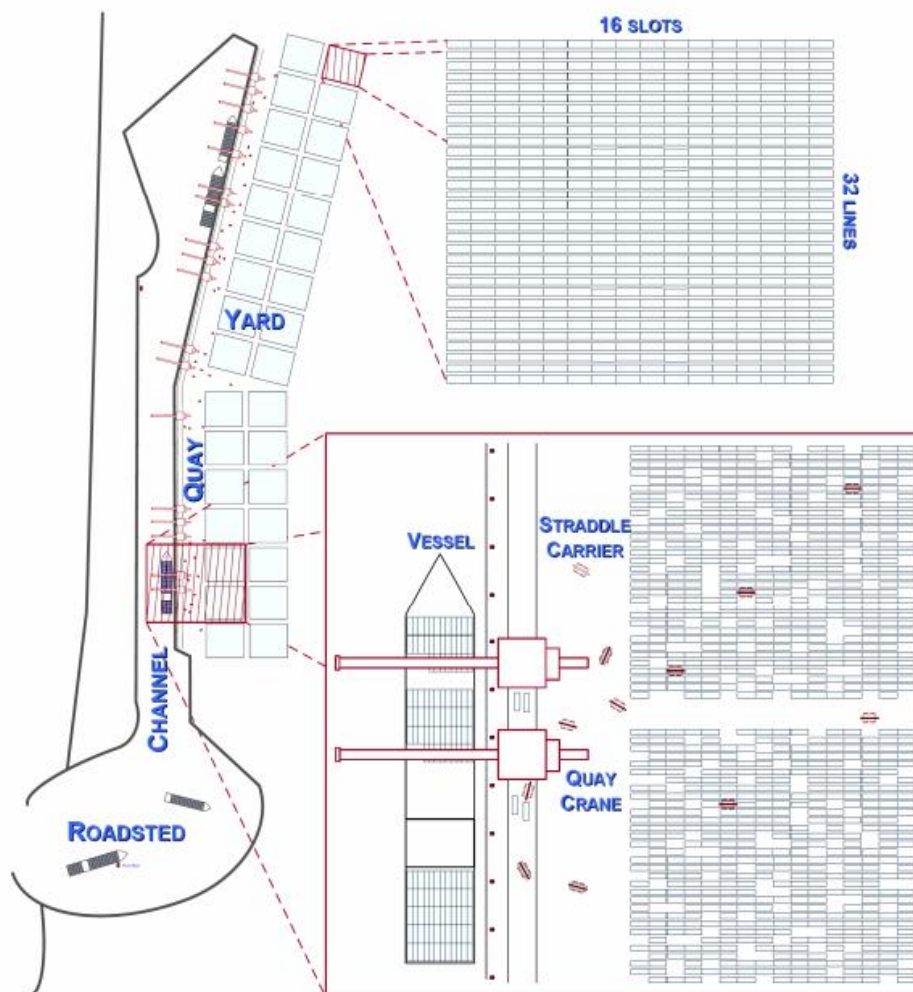 16 SLOTS
32 LINES
YARD
QUAY
STRADDLE
CARRIER
VESSEL
CHANNEL
QUAY
CRANE
ROADSTED